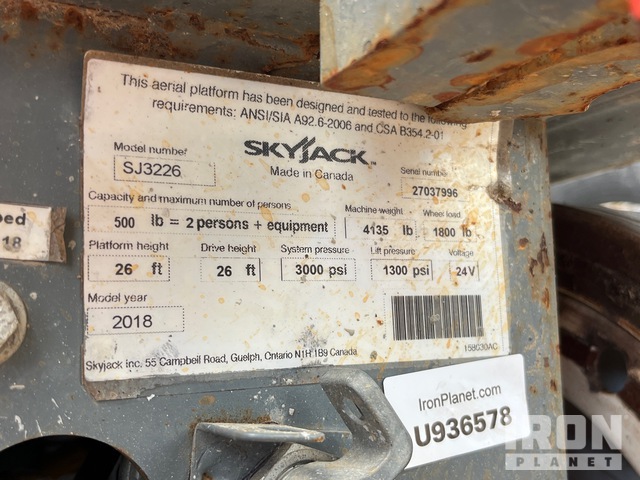 This aerial platform has been designed and tested to the following
requirements: ANSI/SIA A92.6-2006 and CSA B354.2-01
SKYJACK
Made in Canada
Model number
SJ3226
Serial number
27037996
Capacity and maximum number of persons
500 lb = 2 persons + equipment
Machine weight
4135 lb
Wheel load
1800 lb
Platform height
26 ft
Drive height
26 ft
System pressure
3000 psi
Lift pressure
1300 psi
Voltage
24V
Model year
2018
158030AC
Skyjack inc. 55 Campbell Road, Guelph, Ontario N1H 1B9 Canada
18
IronPlanet.com
U936578
IRON
PLANET